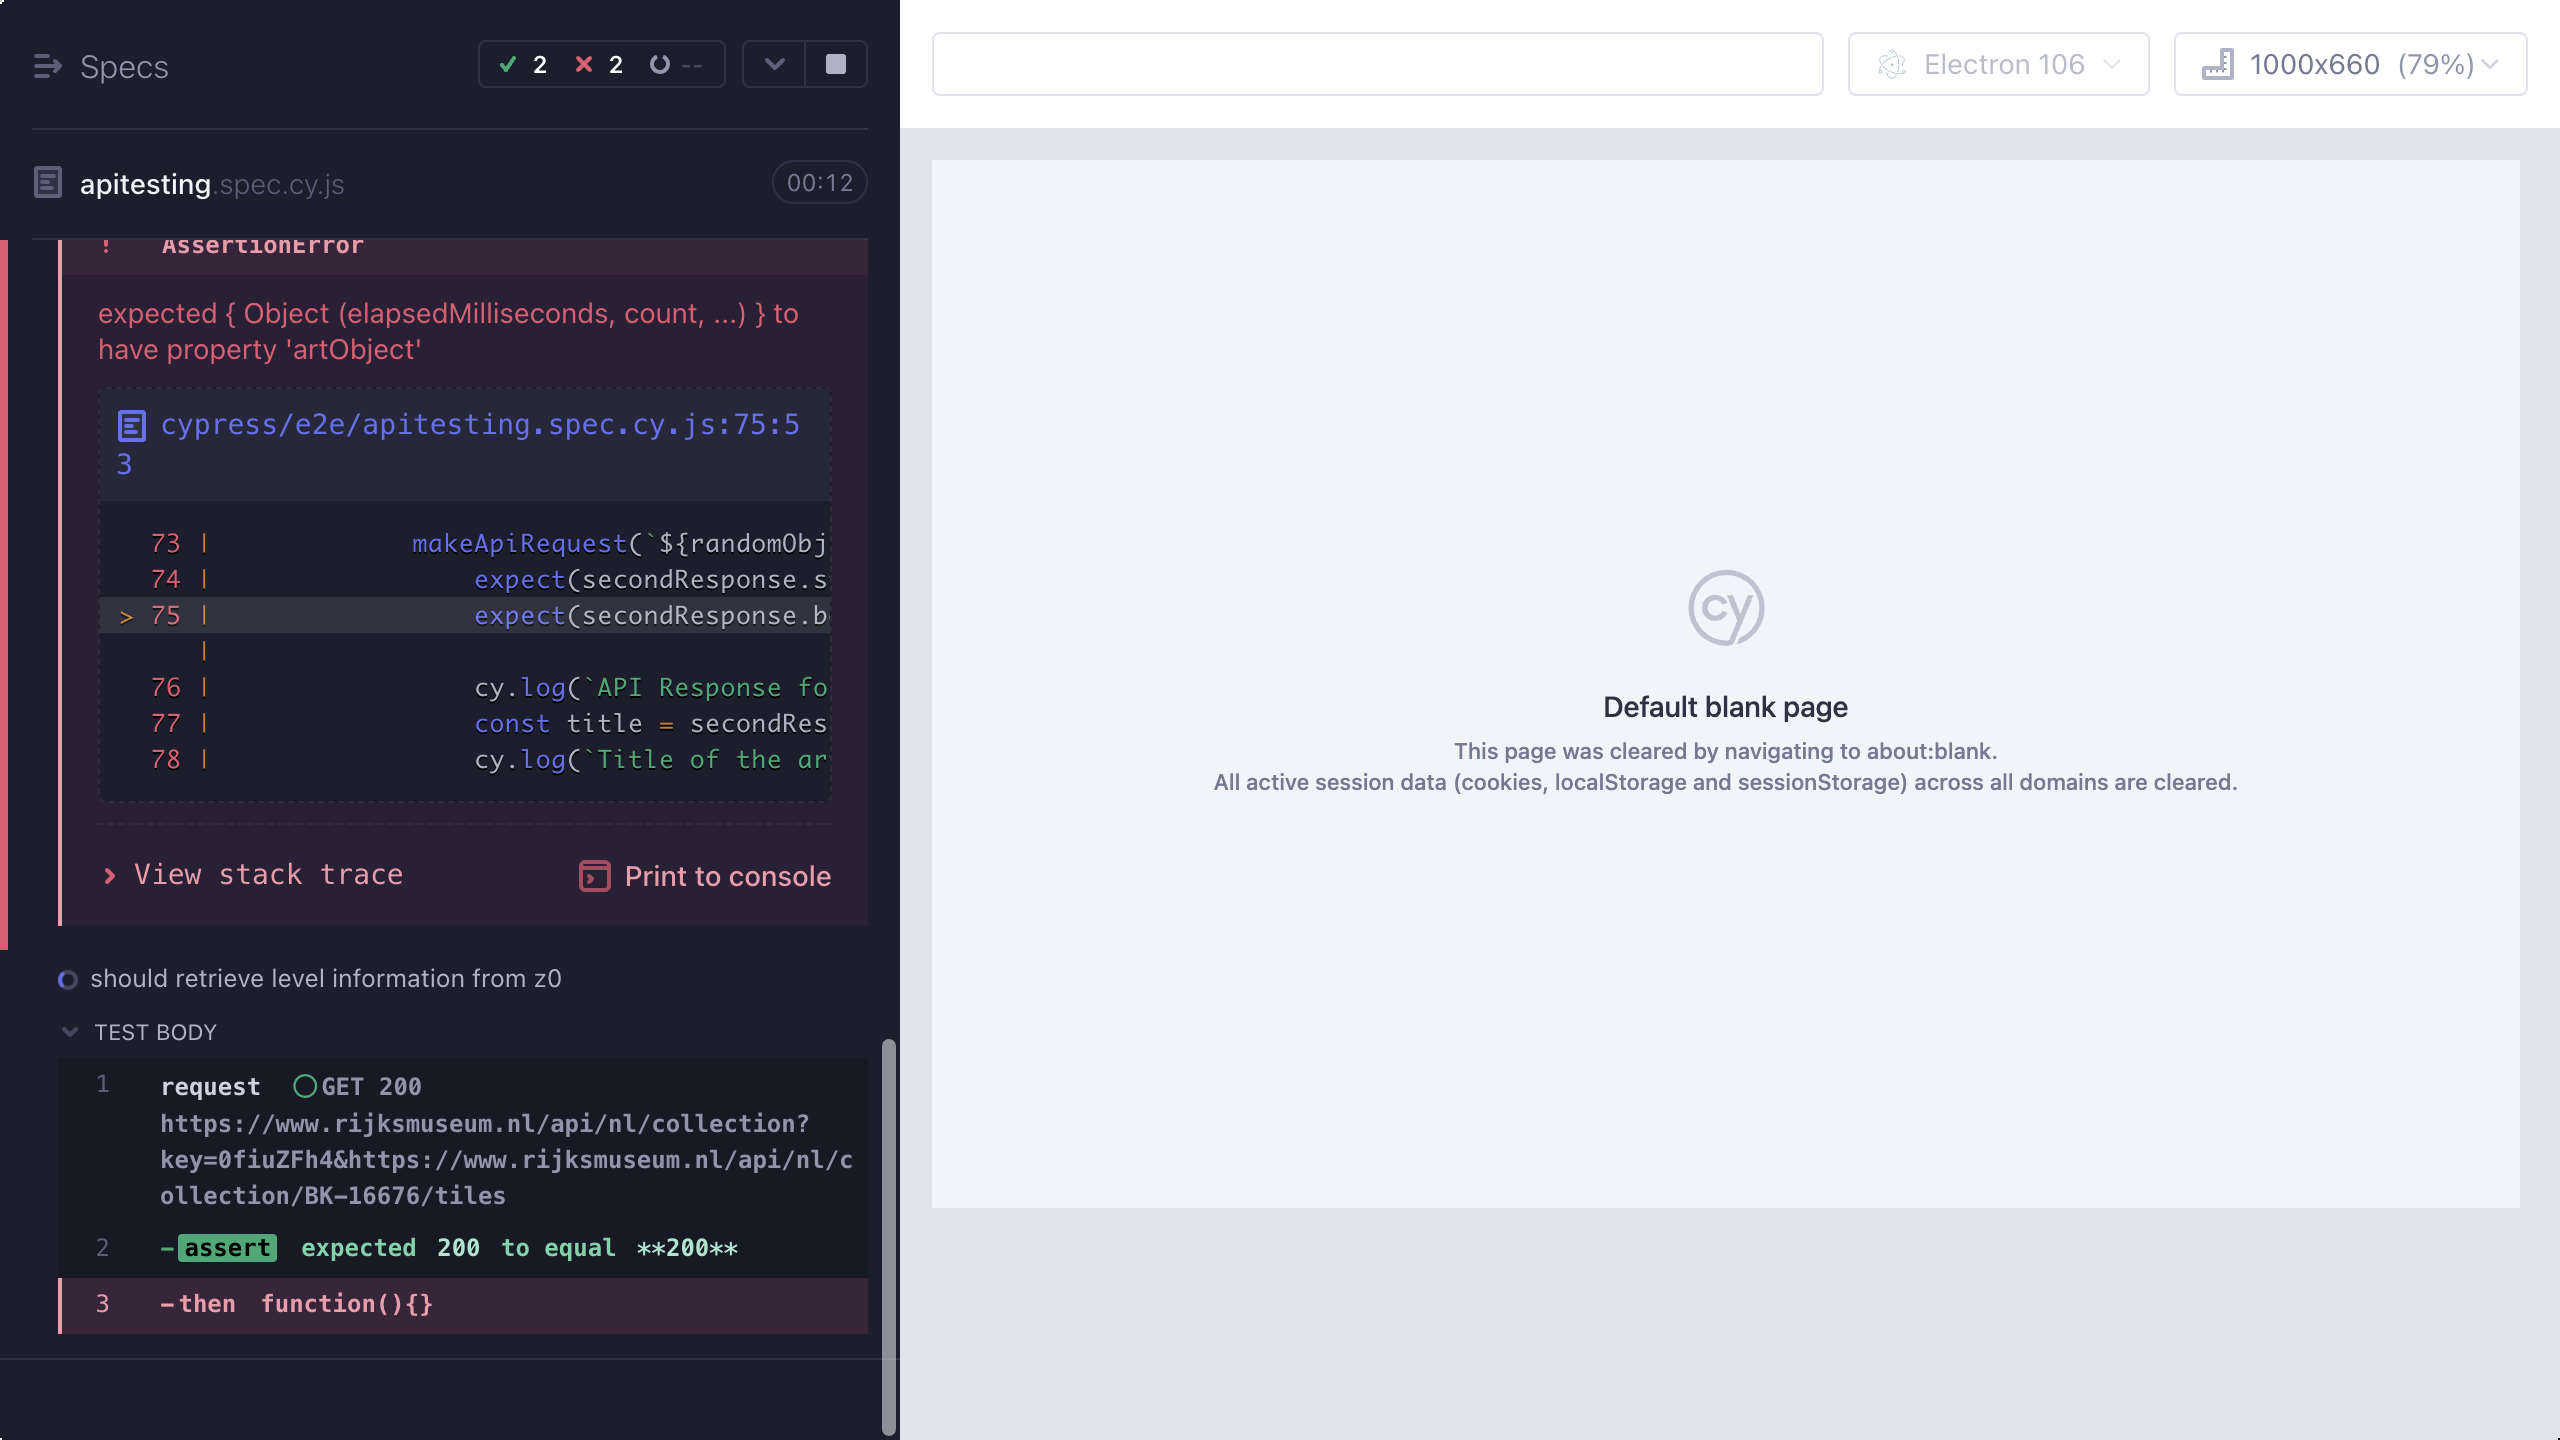 Specs
2 2 --
apitesting.spec.cy.js
00:12
! AssertionError
expected { Object (elapsedMilliseconds, count, ...) } to
have property 'artObject'
cypress/e2e/apitesting.spec.cy.js:75:5
3
73 | makeApiRequest(`${randomObj
74 | expect(secondResponse.s
> 75 | expect(secondResponse.b
|
76 | cy.log(`API Response fo
77 | const title = secondRes
78 | cy.log(`Title of the ar
View stack trace
Print to console
should retrieve level information from z0
TEST BODY
1 request GET 200
https://www.rijksmuseum.nl/api/nl/collection?
key=0fiuZFh4&https://www.rijksmuseum.nl/api/nl/c
ollection/BK-16676/tiles
2 -assert expected 200 to equal **200**
3 -then function(){}
Electron 106
1000x660 (79%)
cy
Default blank page
This page was cleared by navigating to about:blank.
All active session data (cookies, localStorage and sessionStorage) across all domains are cleared.